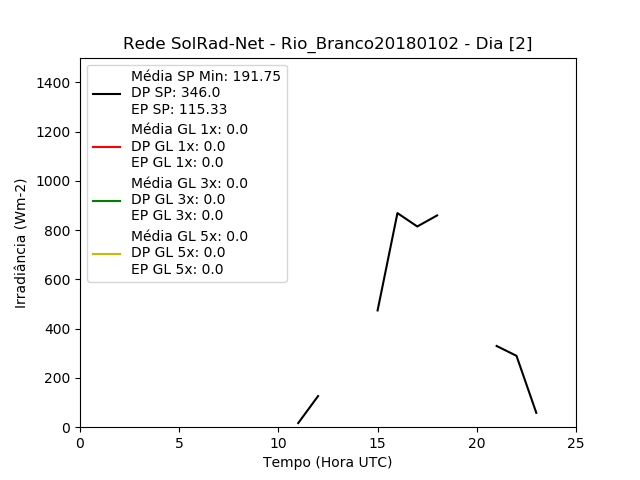 Rede SolRad-Net - Rio_Branco20180102 - Dia [2]
Média SP Min: 191.75
DP SP: 346.0
EP SP: 115.33
Média GL 1x: 0.0
DP GL 1x: 0.0
EP GL 1x: 0.0
Média GL 3x: 0.0
DP GL 3x: 0.0
EP GL 3x: 0.0
Média GL 5x: 0.0
DP GL 5x: 0.0
EP GL 5x: 0.0
Irradiância (Wm-2)
1400
1200
1000
800
600
400
200
0
0 5 10 15 20 25
Tempo (Hora UTC)